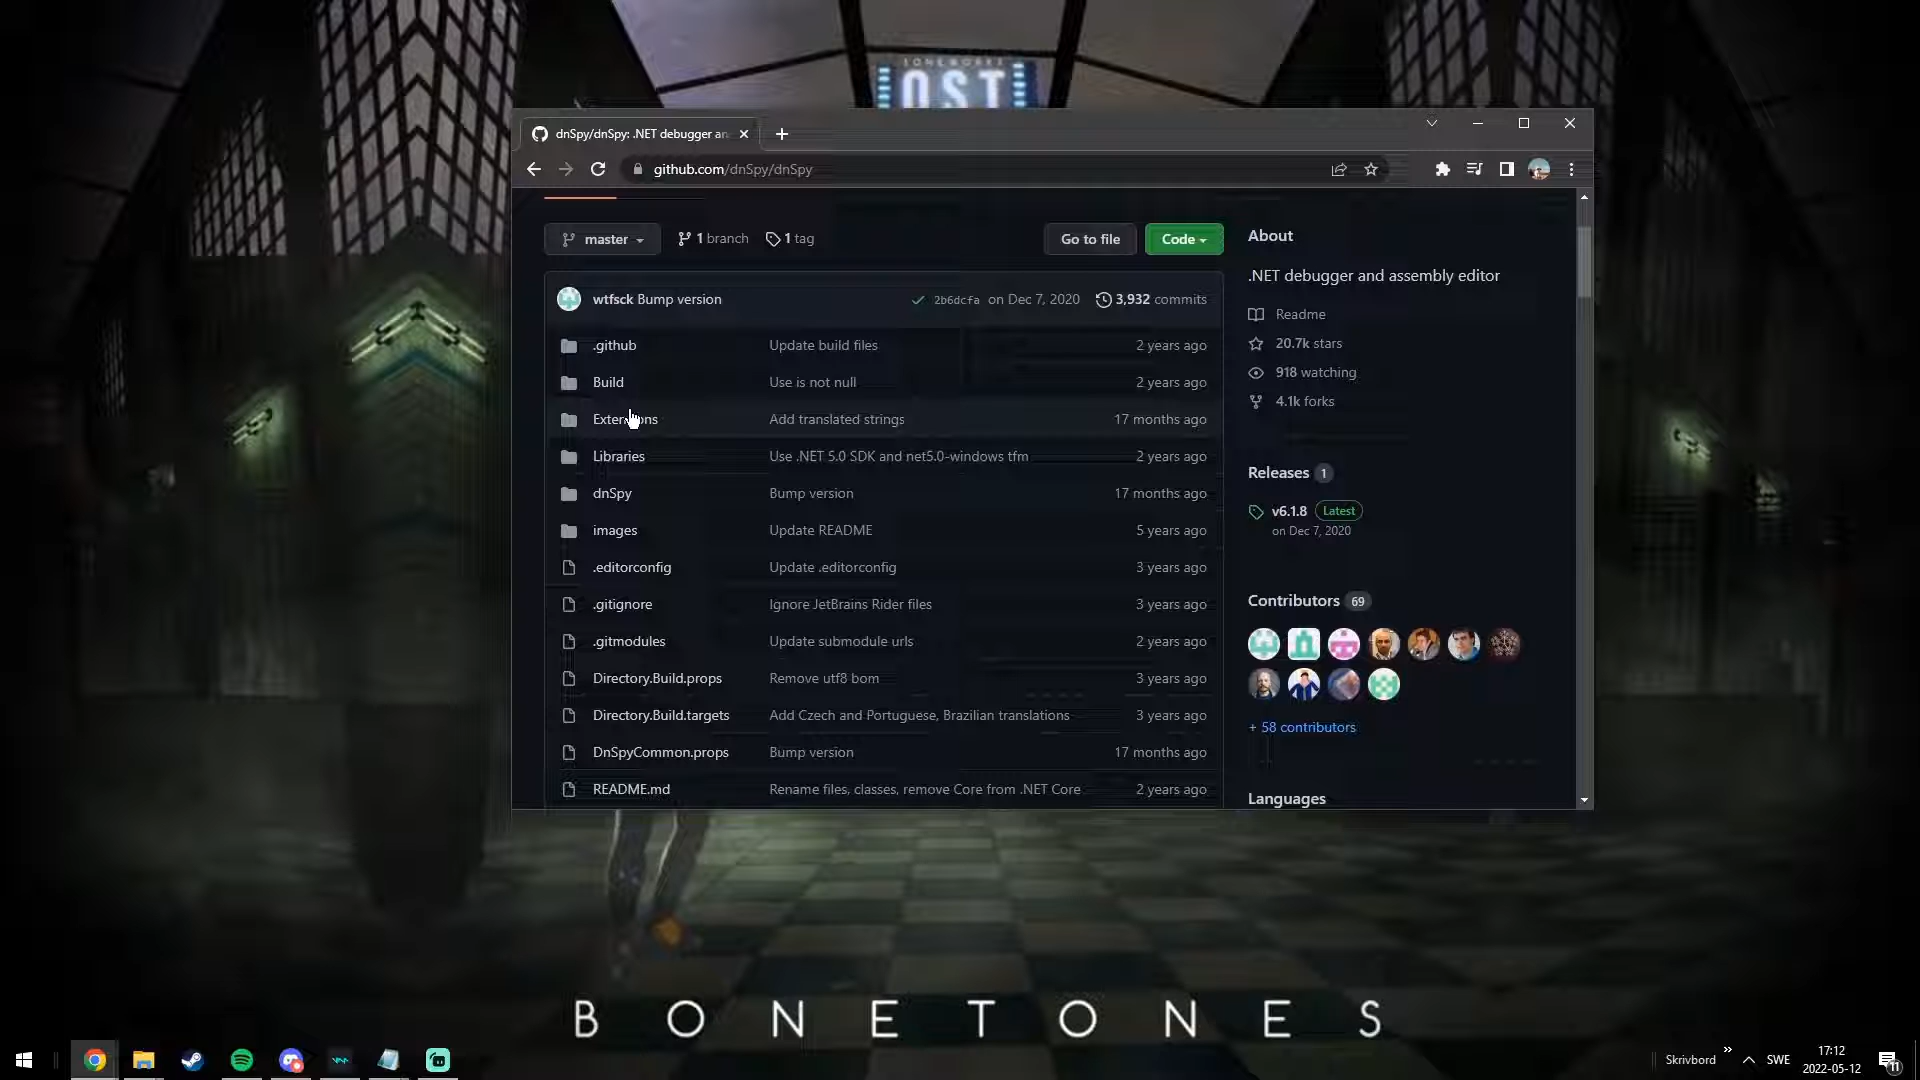 BONEWORKS
OST
dnSpy/dnSpy: .NET debugger an
github.com/dnSpy/dnSpy
master
1 branch
1 tag
Go to file
Code
About
.NET debugger and assembly editor
wtfsck Bump version
2b6dcfa on Dec 7, 2020
3,932 commits
.github Update build files 2 years ago
Build Use is not null 2 years ago
Extensions Add translated strings 17 months ago
Libraries Use .NET 5.0 SDK and net5.0-windows tfm 2 years ago
dnSpy Bump version 17 months ago
images Update README 5 years ago
.editorconfig Update .editorconfig 3 years ago
.gitignore Ignore JetBrains Rider files 3 years ago
.gitmodules Update submodule urls 2 years ago
Directory.Build.props Remove utf8 bom 3 years ago
Directory.Build.targets Add Czech and Portuguese, Brazilian translations 3 years ago
DnSpyCommon.props Bump version 17 months ago
README.md Rename files, classes, remove Core from .NET Core 2 years ago
Readme
20.7k stars
918 watching
4.1k forks
Releases 1
v6.1.8 Latest
on Dec 7, 2020
Contributors 69
+ 58 contributors
Languages
BONETONES
Skrivbord
SWE
17:12
2022-05-12
11